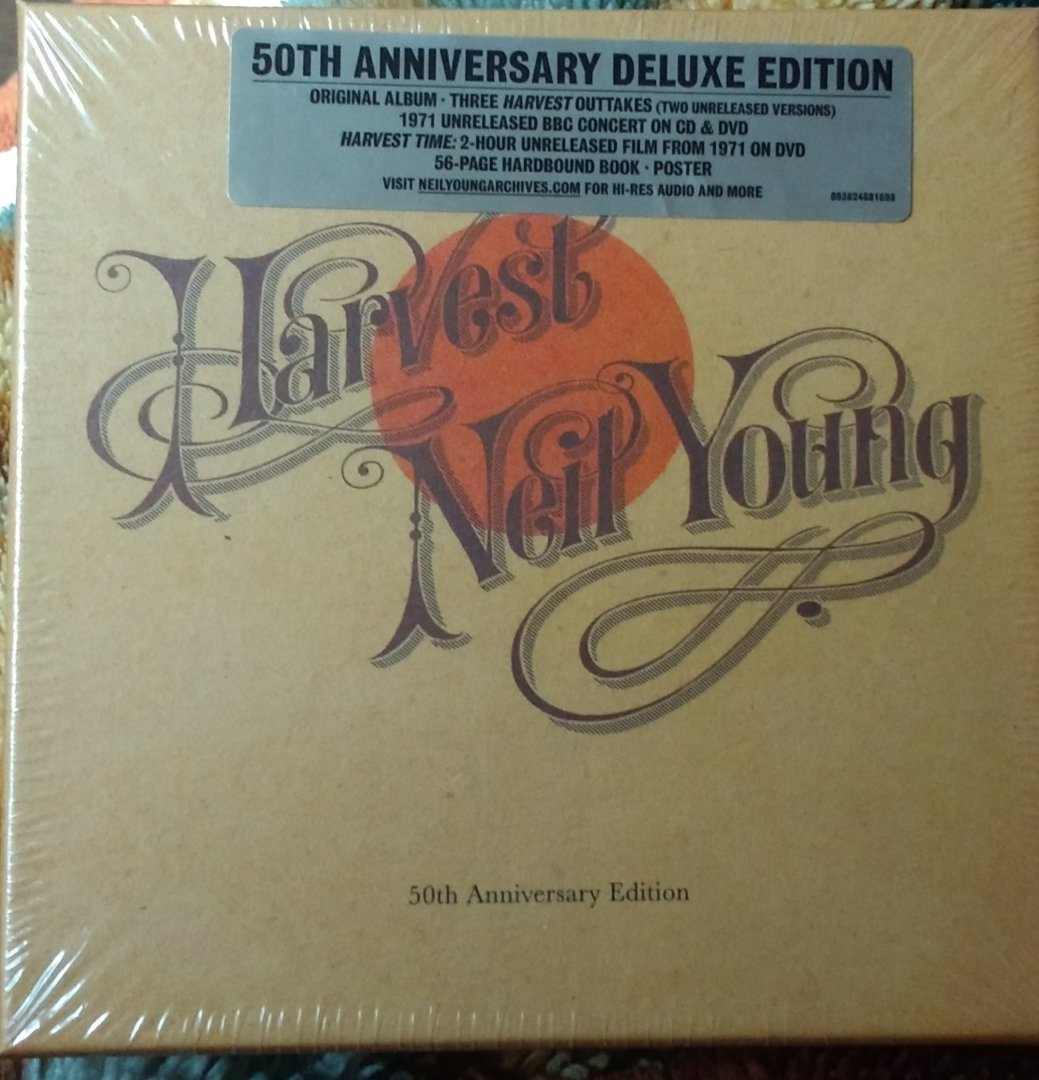 50TH ANNIVERSARY DELUXE EDITION
ORIGINAL ALBUM · THREE HARVEST OUTTAKES (TWO UNRELEASED VERSIONS)
1971 UNRELEASED BBC CONCERT ON CD & DVD
HARVEST TIME: 2-HOUR UNRELEASED FILM FROM 1971 ON DVD
56-PAGE HARDBOUND BOOK · POSTER
VISIT NEILYOUNGARCHIVES.COM FOR HI-RES AUDIO AND MORE
Harvest
Neil Young
50th Anniversary Edition